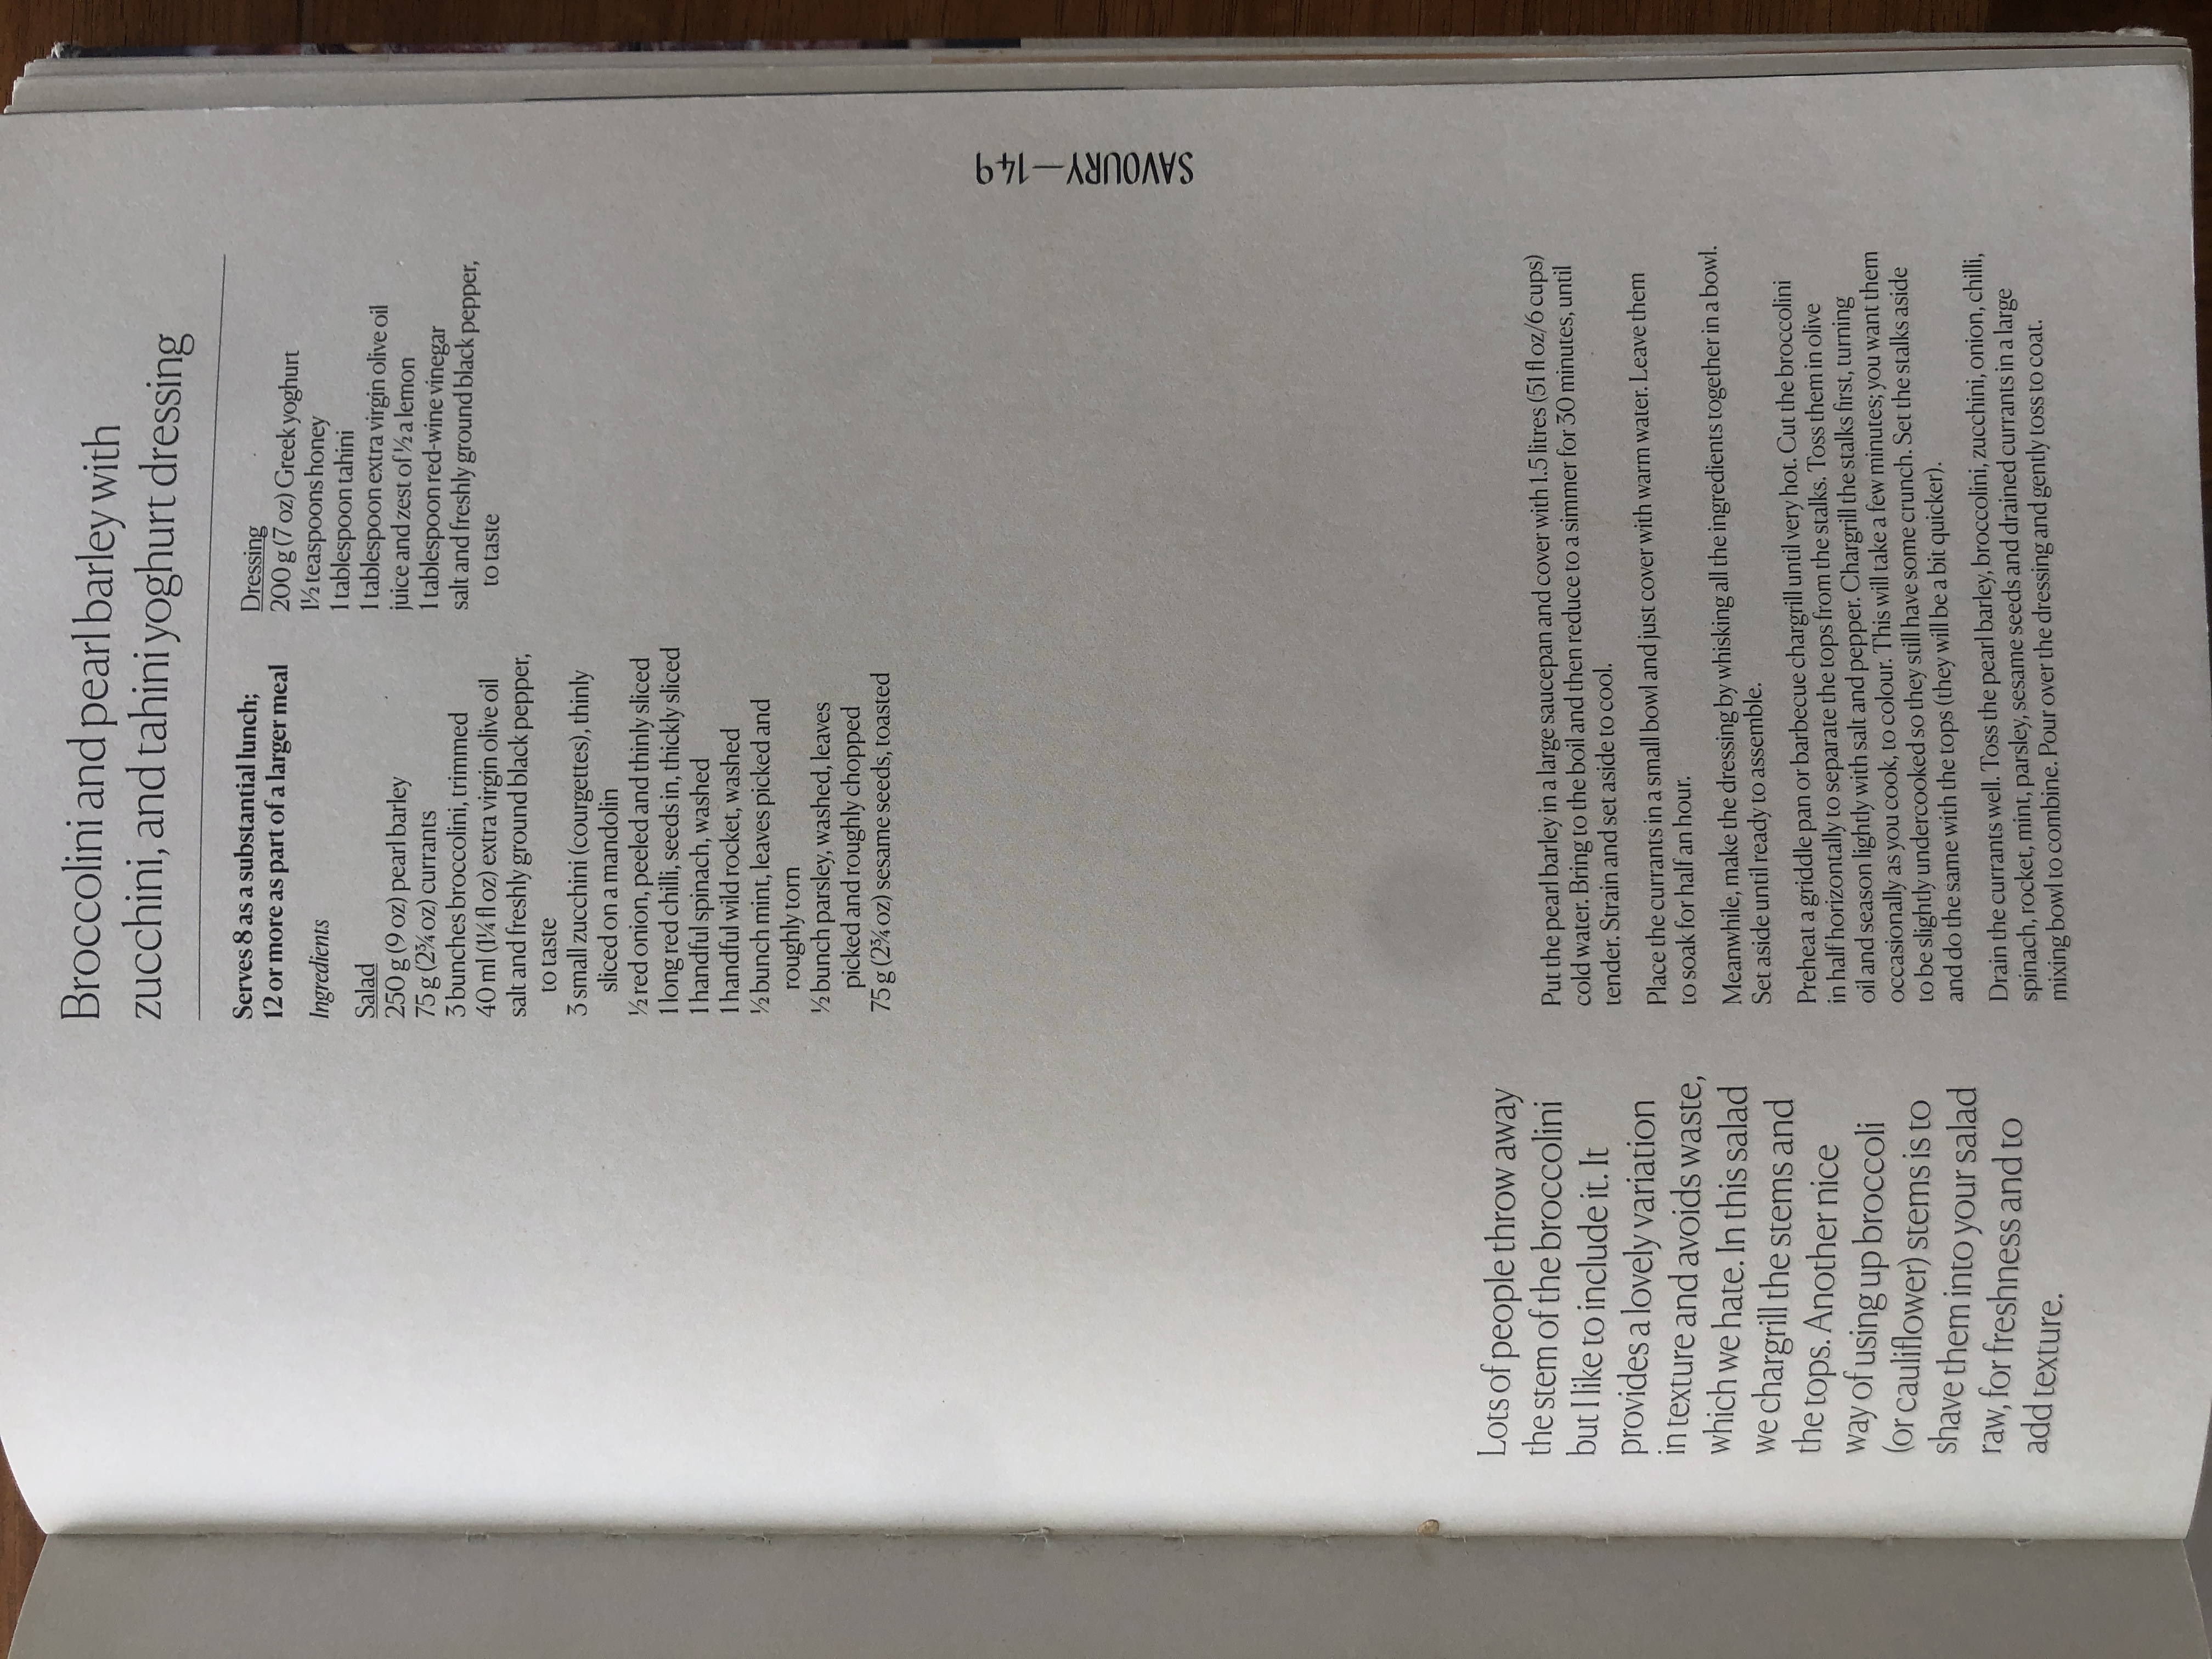 Broccolini and pearl barley with
zucchini, and tahini yoghurt dressing
Serves 8 as a substantial lunch;
12 or more as part of a larger meal
Ingredients
Salad
250 g (9 oz) pearl barley
75 g (2¾ oz) currants
3 bunches broccolini, trimmed
40 ml (1¼ fl oz) extra virgin olive oil
salt and freshly ground black pepper,
to taste
3 small zucchini (courgettes), thinly
sliced on a mandolin
½ red onion, peeled and thinly sliced
1 long red chilli, seeds in, thickly sliced
1 handful spinach, washed
1 handful wild rocket, washed
½ bunch mint, leaves picked and
roughly torn
½ bunch parsley, washed, leaves
picked and roughly chopped
75 g (2¾ oz) sesame seeds, toasted
Dressing
200 g (7 oz) Greek yoghurt
1½ teaspoons honey
1 tablespoon tahini
1 tablespoon extra virgin olive oil
juice and zest of ½ a lemon
1 tablespoon red-wine vinegar
salt and freshly ground black pepper,
to taste
SAVOURY—149
Lots of people throw away
the stem of the broccolini
but I like to include it. It
provides a lovely variation
in texture and avoids waste,
which we hate. In this salad
we chargrill the stems and
the tops. Another nice
way of using up broccoli
(or cauliflower) stems is to
shave them into your salad
raw, for freshness and to
add texture.
Put the pearl barley in a large saucepan and cover with 1.5 litres (51 fl oz/6 cups)
cold water. Bring to the boil and then reduce to a simmer for 30 minutes, until
tender. Strain and set aside to cool.
Place the currants in a small bowl and just cover with warm water. Leave them
to soak for half an hour.
Meanwhile, make the dressing by whisking all the ingredients together in a bowl.
Set aside until ready to assemble.
Preheat a griddle pan or barbecue chargrill until very hot. Cut the broccolini
in half horizontally to separate the tops from the stalks. Toss them in olive
oil and season lightly with salt and pepper. Chargrill the stalks first, turning
occasionally as you cook, to colour. This will take a few minutes; you want them
to be slightly undercooked so they still have some crunch. Set the stalks aside
and do the same with the tops (they will be a bit quicker).
Drain the currants well. Toss the pearl barley, broccolini, zucchini, onion, chilli,
spinach, rocket, mint, parsley, sesame seeds and drained currants in a large
mixing bowl to combine. Pour over the dressing and gently toss to coat.